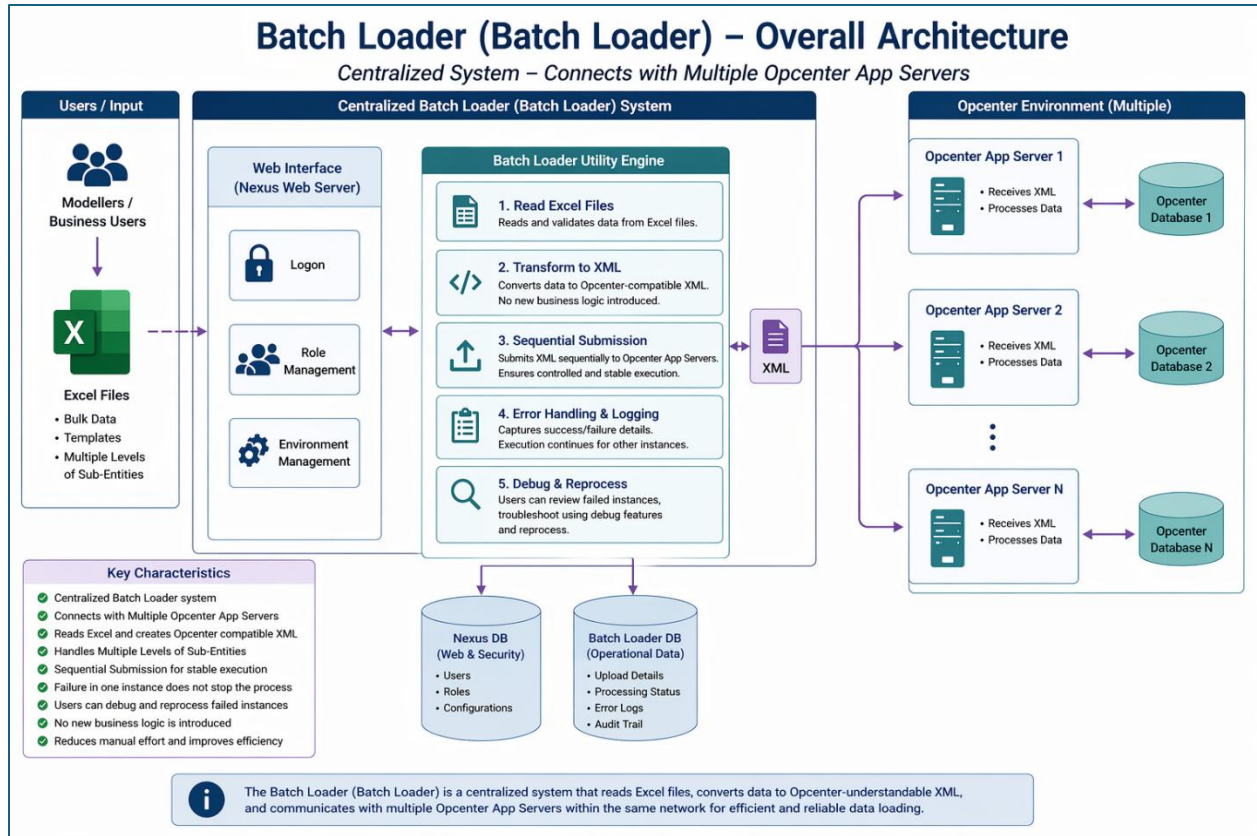 Batch Loader (Batch Loader) – Overall Architecture
Centralized System – Connects with Multiple Opcenter App Servers
Users / Input
Modellers /
Business Users
X
Excel Files
• Bulk Data
• Templates
• Multiple Levels
of Sub-Entities
Centralized Batch Loader (Batch Loader) System
Web Interface
(Nexus Web Server)
Logon
Role
Management
Environment
Management
Batch Loader Utility Engine
1. Read Excel Files
Reads and validates data from Excel files.
</>
2. Transform to XML
Converts data to Opcenter-compatible XML.
No new business logic introduced.
3. Sequential Submission
Submits XML sequentially to Opcenter App Servers.
Ensures controlled and stable execution.
4. Error Handling & Logging
Captures success/failure details.
Execution continues for other instances.
5. Debug & Reprocess
Users can review failed instances,
troubleshoot using debug features
and reprocess.
XML
Opcenter Environment (Multiple)
Opcenter App Server 1
• Receives XML
• Processes Data
Opcenter
Database 1
Opcenter App Server 2
• Receives XML
• Processes Data
Opcenter
Database 2
Opcenter App Server N
• Receives XML
• Processes Data
Opcenter
Database N
Key Characteristics
Centralized Batch Loader system
Connects with Multiple Opcenter App Servers
Reads Excel and creates Opcenter compatible XML
Handles Multiple Levels of Sub-Entities
Sequential Submission for stable execution
Failure in one instance does not stop the process
Users can debug and reprocess failed instances
No new business logic is introduced
Reduces manual effort and improves efficiency
Nexus DB
(Web & Security)
• Users
• Roles
• Configurations
Batch Loader DB
(Operational Data)
• Upload Details
• Processing Status
• Error Logs
• Audit Trail
i
The Batch Loader (Batch Loader) is a centralized system that reads Excel files, converts data to Opcenter-understandable XML,
and communicates with multiple Opcenter App Servers within the same network for efficient and reliable data loading.